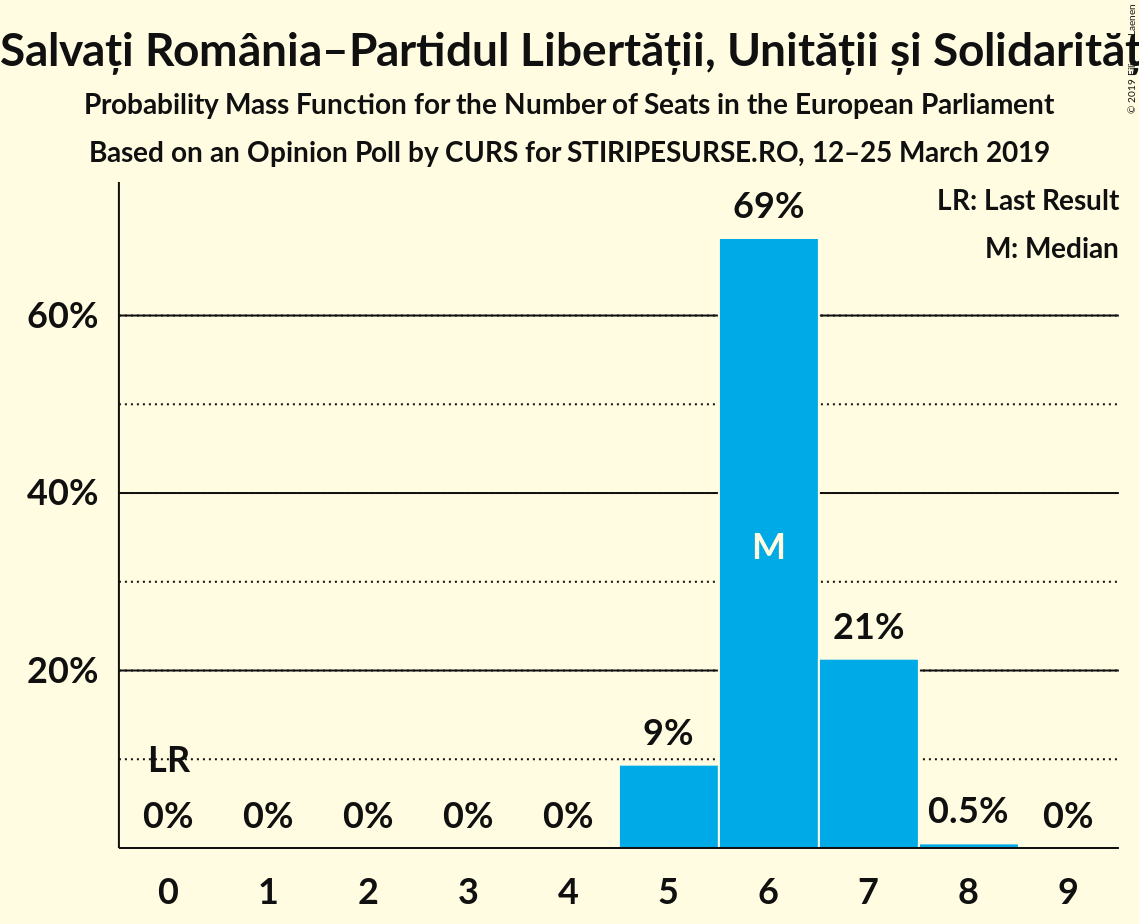 Salvați România–Partidul Libertății, Unității și Solidarităț
Probability Mass Function for the Number of Seats in the European Parliament
Based on an Opinion Poll by CURS for STIRIPESURSE.RO, 12–25 March 2019
© 2019 Laenen
LR: Last Result
M: Median
69%
60%
40%
M
21%
20%
9%
LR
0% 0% 0% 0% 0% 0.5% 0%
0 1 2 3 4 5 6 7 8 9